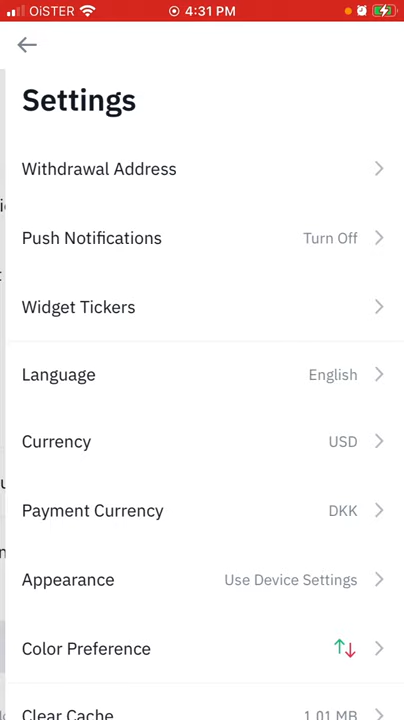 OiSTER 4:31 PM
Settings
Withdrawal Address
Push Notifications Turn Off
Widget Tickers
Language English
Currency USD
Payment Currency DKK
Appearance Use Device Settings
Color Preference
Clear Cache 1.01 MB